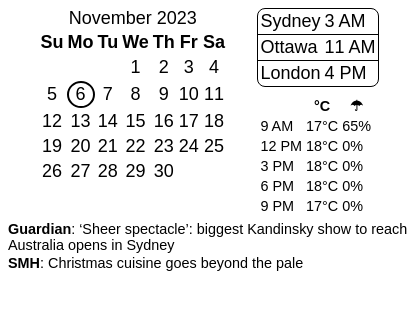 November 2023
Su Mo Tu We Th Fr Sa
1 2 3 4
5 6 7 8 9 10 11
12 13 14 15 16 17 18
19 20 21 22 23 24 25
26 27 28 29 30
Sydney 3 AM
Ottawa 11 AM
London 4 PM
°C ☂
9 AM 17°C 65%
12 PM 18°C 0%
3 PM 18°C 0%
6 PM 18°C 0%
9 PM 17°C 0%
Guardian: ‘Sheer spectacle’: biggest Kandinsky show to reach
Australia opens in Sydney
SMH: Christmas cuisine goes beyond the pale